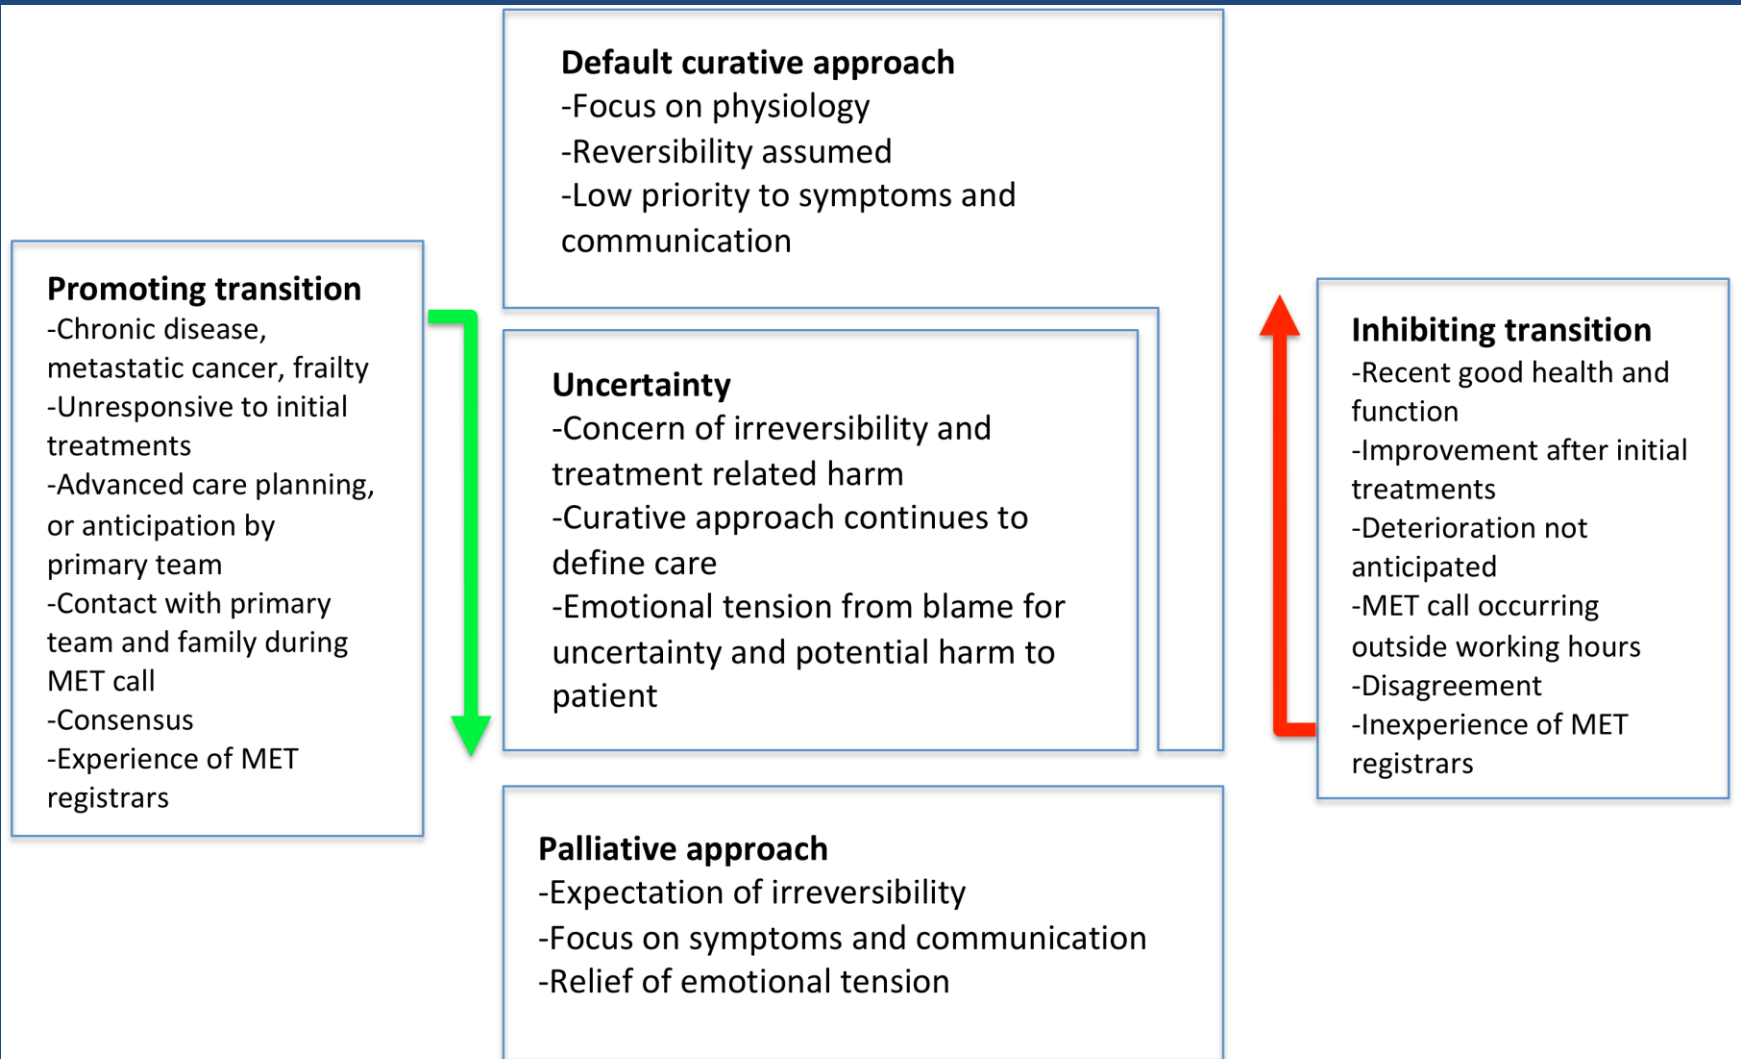 Default curative approach
-Focus on physiology
-Reversibility assumed
-Low priority to symptoms and
communication
Promoting transition
-Chronic disease,
metastatic cancer, frailty
-Unresponsive to initial
treatments
-Advanced care planning,
or anticipation by
primary team
-Contact with primary
team and family during
MET call
-Consensus
-Experience of MET
registrars
Uncertainty
-Concern of irreversibility and
treatment related harm
-Curative approach continues to
define care
-Emotional tension from blame for
uncertainty and potential harm to
patient
Inhibiting transition
-Recent good health and
function
-Improvement after initial
treatments
-Deterioration not
anticipated
-MET call occurring
outside working hours
-Disagreement
-Inexperience of MET
registrars
Palliative approach
-Expectation of irreversibility
-Focus on symptoms and communication
-Relief of emotional tension